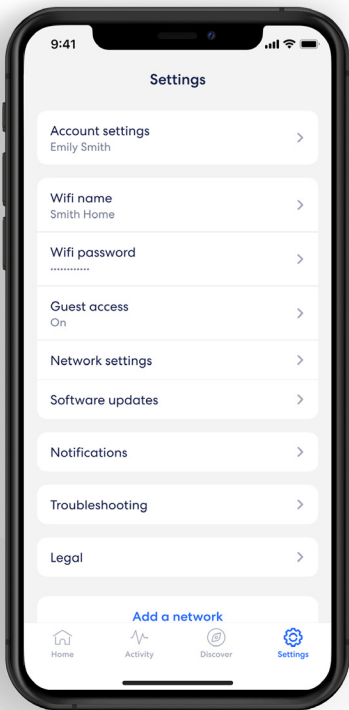 9:41
Settings
Account settings
Emily Smith
Wifi name
Smith Home
Wifi password
············
Guest access
On
Network settings
Software updates
Notifications
Troubleshooting
Legal
Add a network
Home Activity Discover Settings